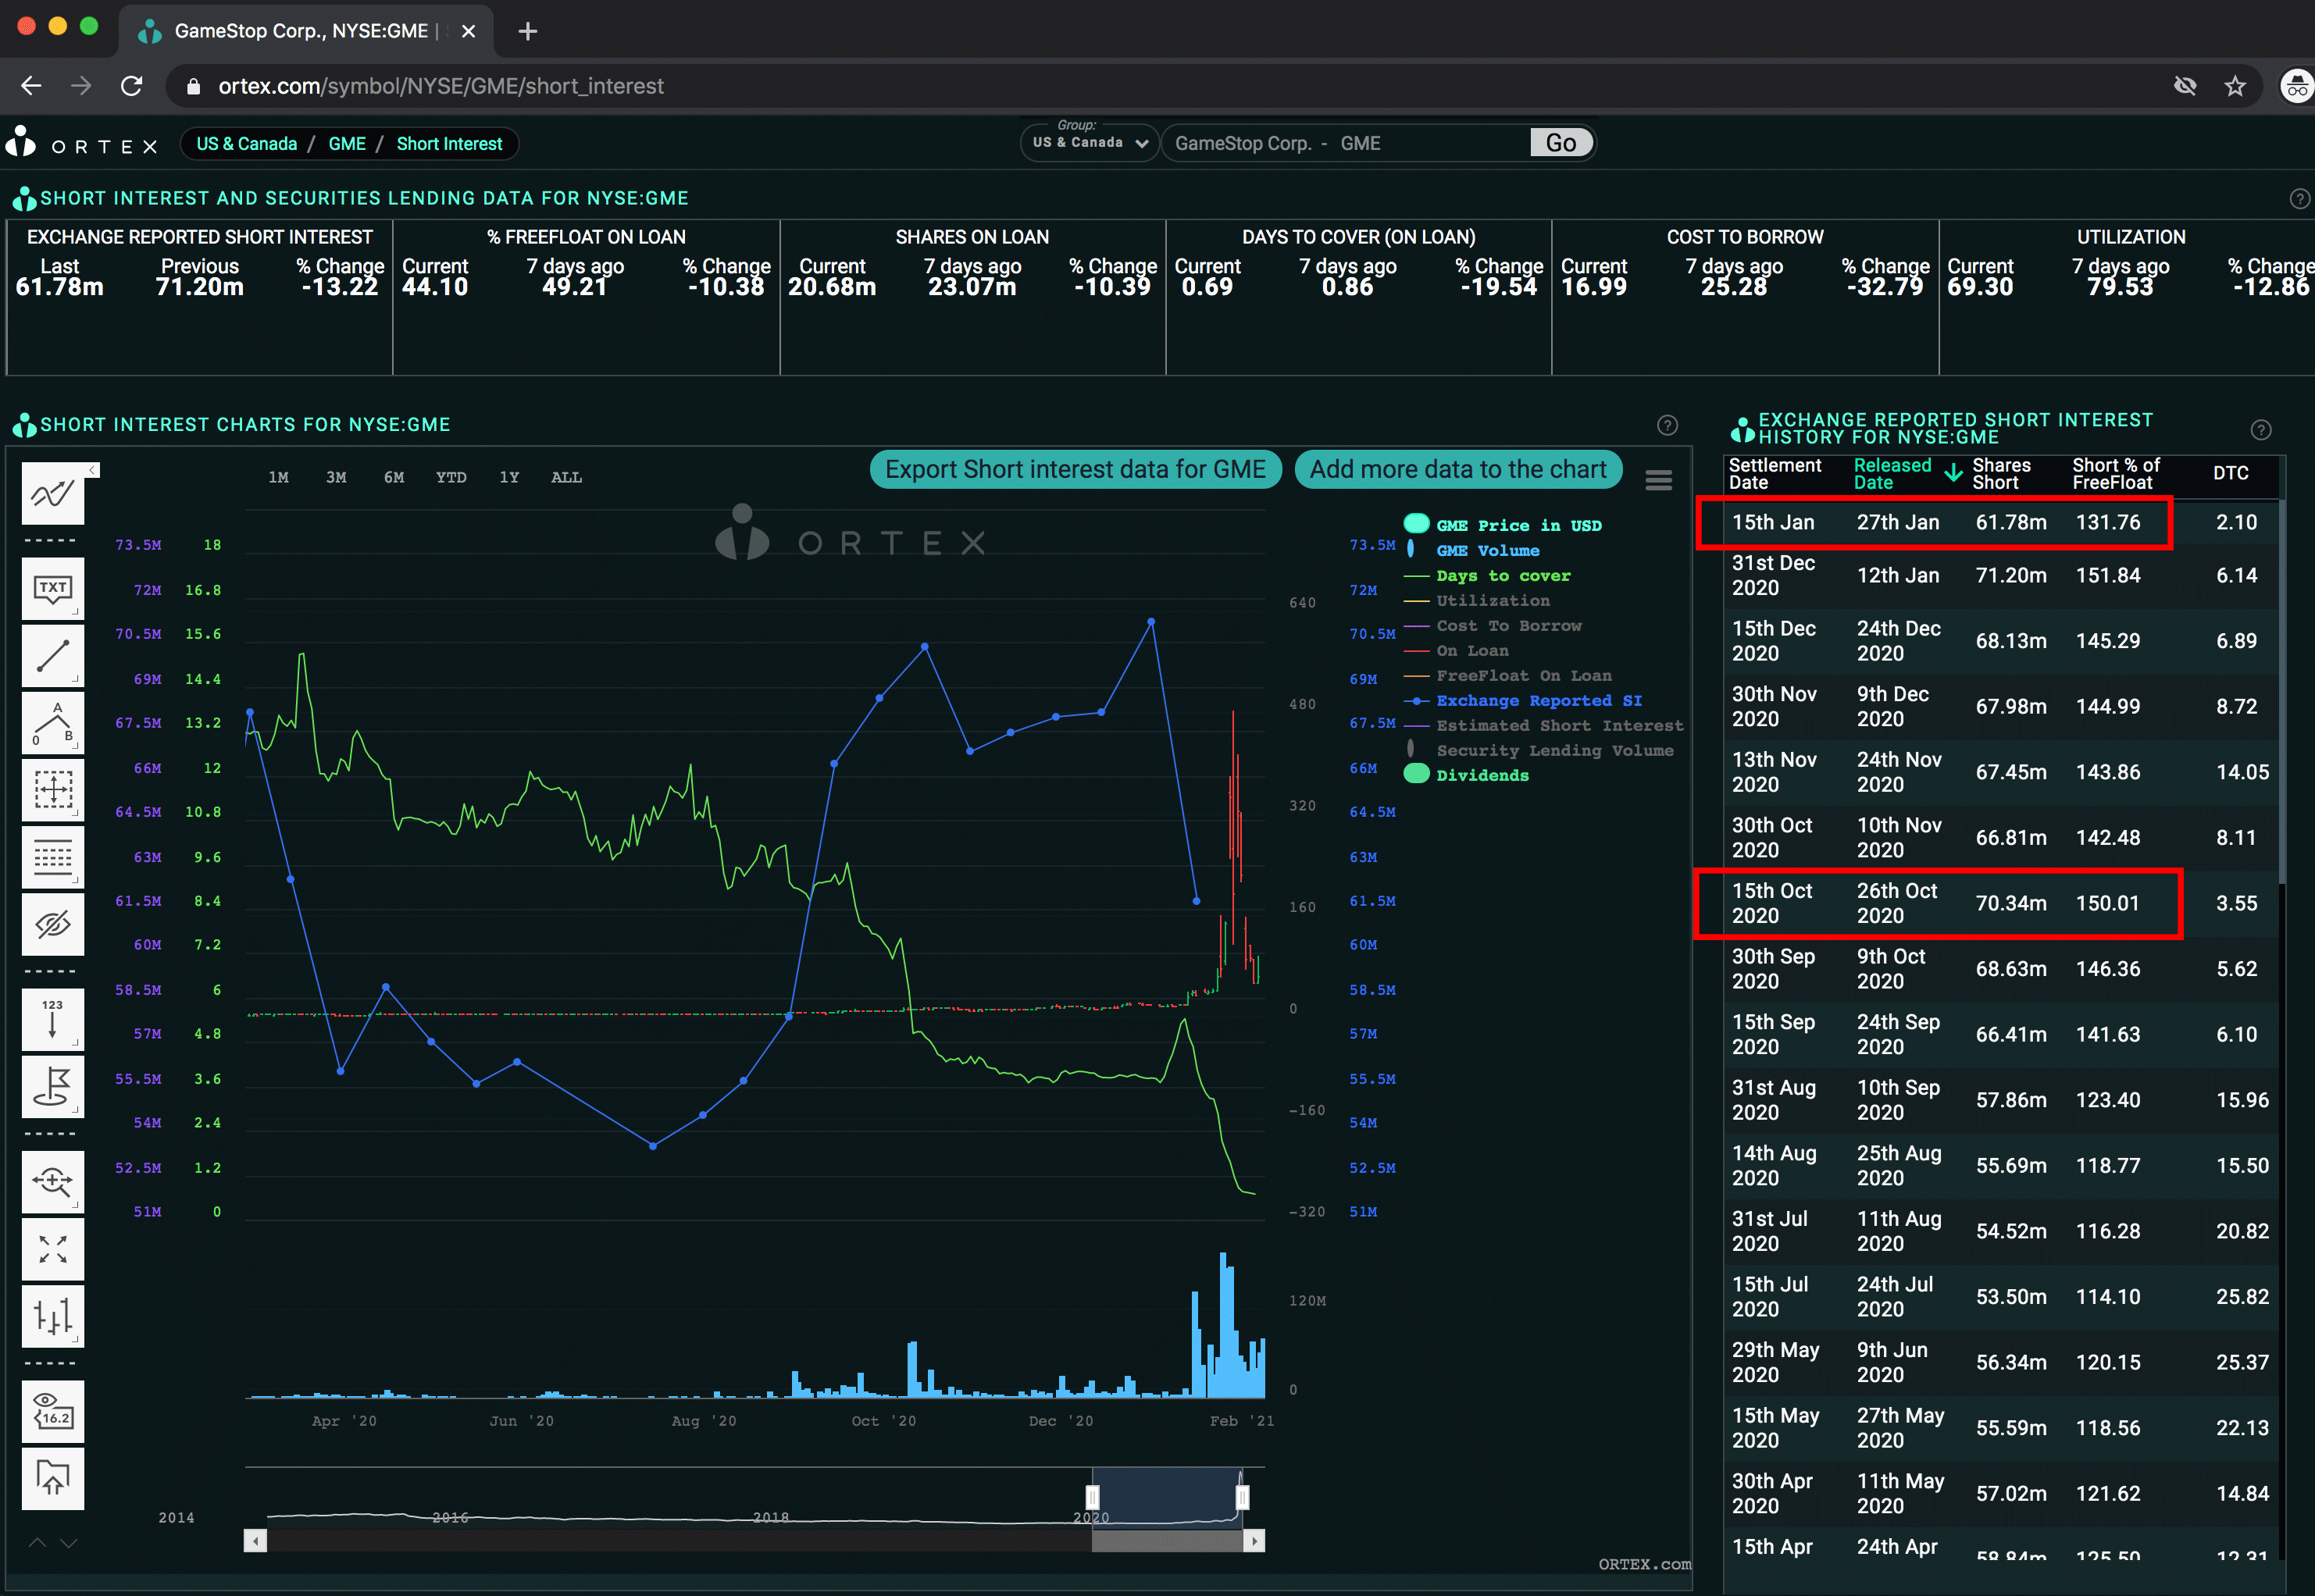 GameStop Corp., NYSE:GME |
ortex.com/symbol/NYSE/GME/short_interest
ORTEX
US & Canada / GME / Short Interest
Group:
US & Canada
GameStop Corp. - GME
Go
SHORT INTEREST AND SECURITIES LENDING DATA FOR NYSE:GME
?
EXCHANGE REPORTED SHORT INTEREST
Last Previous % Change
61.78m 71.20m -13.22
% FREEFLOAT ON LOAN
Current 7 days ago % Change
44.10 49.21 -10.38
SHARES ON LOAN
Current 7 days ago % Change
20.68m 23.07m -10.39
DAYS TO COVER (ON LOAN)
Current 7 days ago % Change
0.69 0.86 -19.54
COST TO BORROW
Current 7 days ago % Change
16.99 25.28 -32.79
UTILIZATION
Current 7 days ago % Change
69.30 79.53 -12.86
SHORT INTEREST CHARTS FOR NYSE:GME
?
1M 3M 6M YTD 1Y ALL
Export Short interest data for GME
Add more data to the chart
ORTEX
TXT
A
0 B
123
16.2
73.5M 18
72M 16.8
70.5M 15.6
69M 14.4
67.5M 13.2
66M 12
64.5M 10.8
63M 9.6
61.5M 8.4
60M 7.2
58.5M 6
57M 4.8
55.5M 3.6
54M 2.4
52.5M 1.2
51M 0
640
480
320
160
0
-160
-320
120M
0
73.5M
72M
70.5M
69M
67.5M
66M
64.5M
63M
61.5M
60M
58.5M
57M
55.5M
54M
52.5M
51M
GME Price in USD
GME Volume
Days to cover
Utilization
Cost To Borrow
On Loan
FreeFloat On Loan
Exchange Reported SI
Estimated Short Interest
Security Lending Volume
Dividends
Apr '20 Jun '20 Aug '20 Oct '20 Dec '20 Feb '21
2014 2016 2018 2020
ORTEX.com
EXCHANGE REPORTED SHORT INTEREST
HISTORY FOR NYSE:GME
?
Settlement Date Released Date Shares Short Short % of FreeFloat DTC
15th Jan 27th Jan 61.78m 131.76 2.10
31st Dec 2020 12th Jan 71.20m 151.84 6.14
15th Dec 2020 24th Dec 2020 68.13m 145.29 6.89
30th Nov 2020 9th Dec 2020 67.98m 144.99 8.72
13th Nov 2020 24th Nov 2020 67.45m 143.86 14.05
30th Oct 2020 10th Nov 2020 66.81m 142.48 8.11
15th Oct 2020 26th Oct 2020 70.34m 150.01 3.55
30th Sep 2020 9th Oct 2020 68.63m 146.36 5.62
15th Sep 2020 24th Sep 2020 66.41m 141.63 6.10
31st Aug 2020 10th Sep 2020 57.86m 123.40 15.96
14th Aug 2020 25th Aug 2020 55.69m 118.77 15.50
31st Jul 2020 11th Aug 2020 54.52m 116.28 20.82
15th Jul 2020 24th Jul 2020 53.50m 114.10 25.82
29th May 2020 9th Jun 2020 56.34m 120.15 25.37
15th May 2020 27th May 2020 55.59m 118.56 22.13
30th Apr 2020 11th May 2020 57.02m 121.62 14.84
15th Apr 24th Apr 58.84m 125.50 12.31